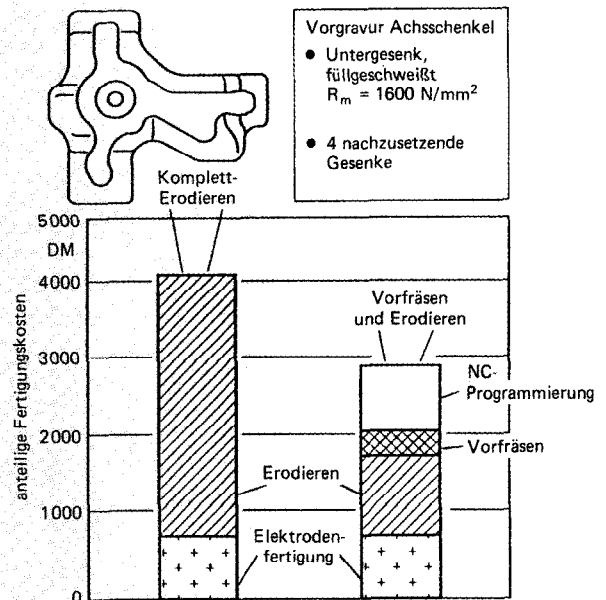 Vorgravur Achsschenkel
● Untergesenk,
füllgeschweißt
Rm = 1600 N/mm²
● 4 nachzusetzende
Gesenke
Komplett-
Erodieren
5000
DM
4000
3000
2000
1000
0
anteilige Fertigungskosten
Vorfräsen
und Erodieren
NC-
Programmierung
Vorfräsen
Erodieren
Elektroden-
fertigung